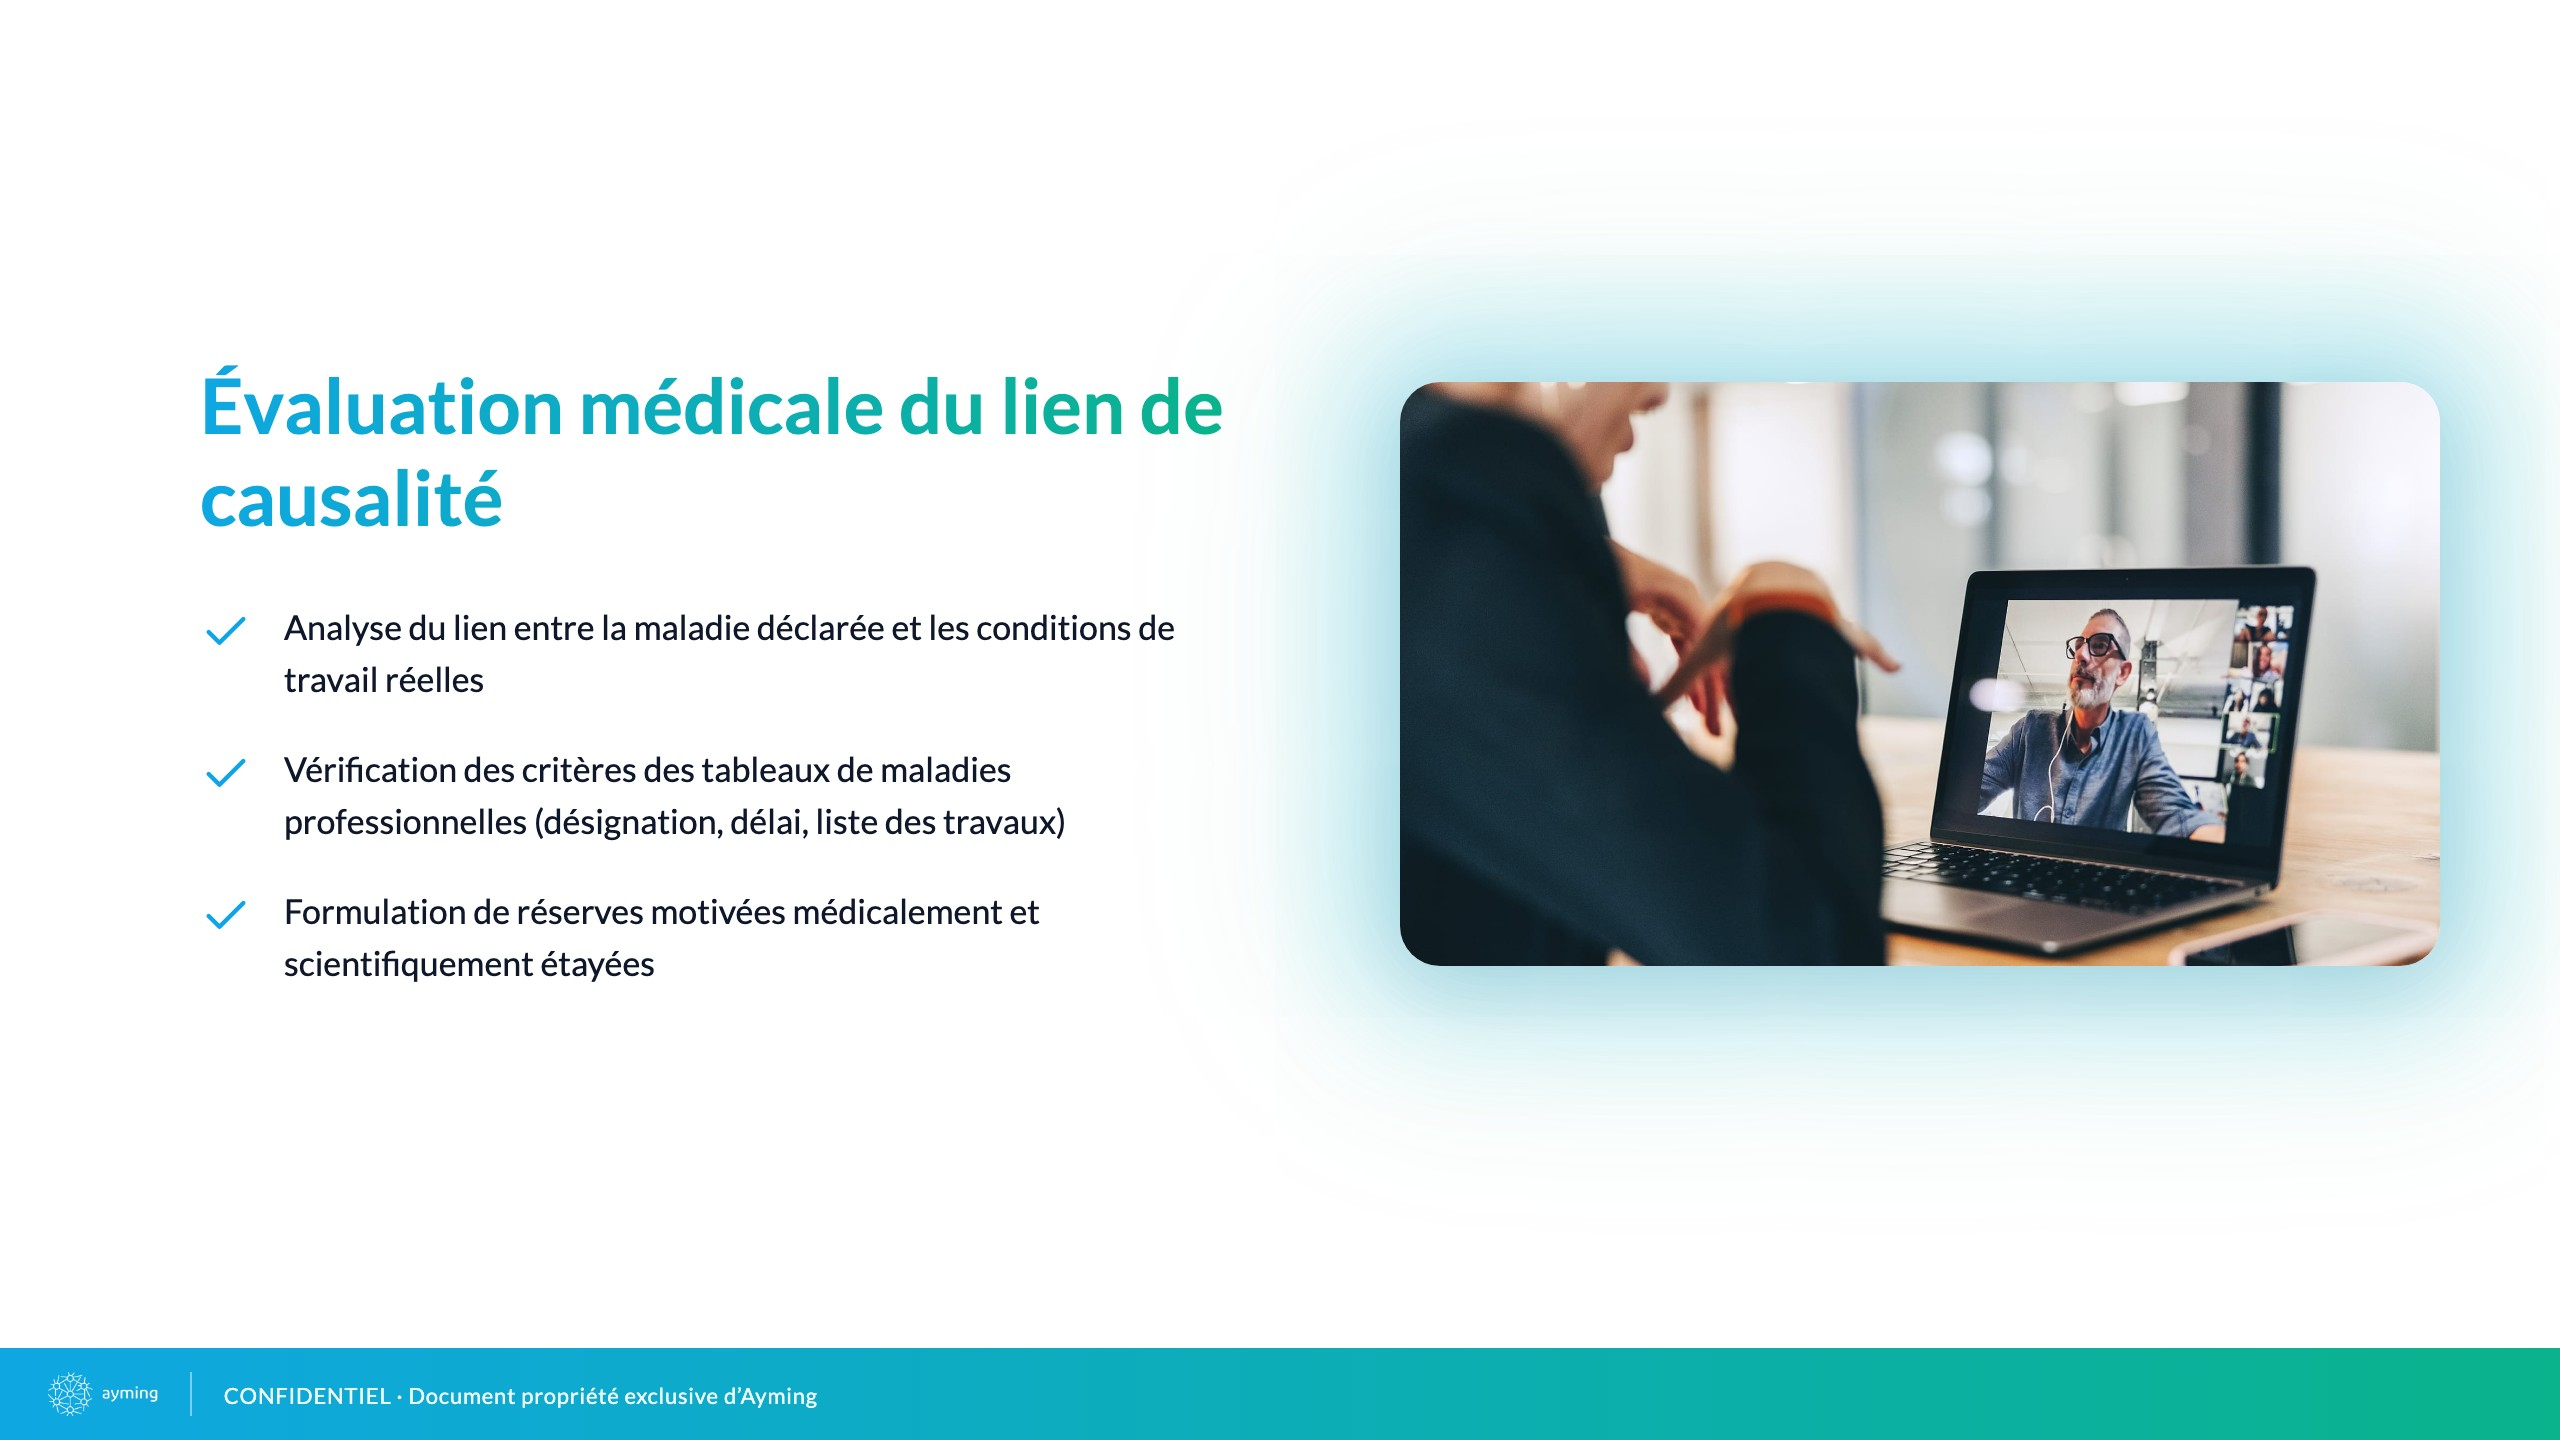 Évaluation médicale du lien de
causalité
Analyse du lien entre la maladie déclarée et les conditions de
travail réelles
Vérification des critères des tableaux de maladies
professionnelles (désignation, délai, liste des travaux)
Formulation de réserves motivées médicalement et
scientifiquement étayées
ayming
CONFIDENTIEL · Document propriété exclusive d’Ayming